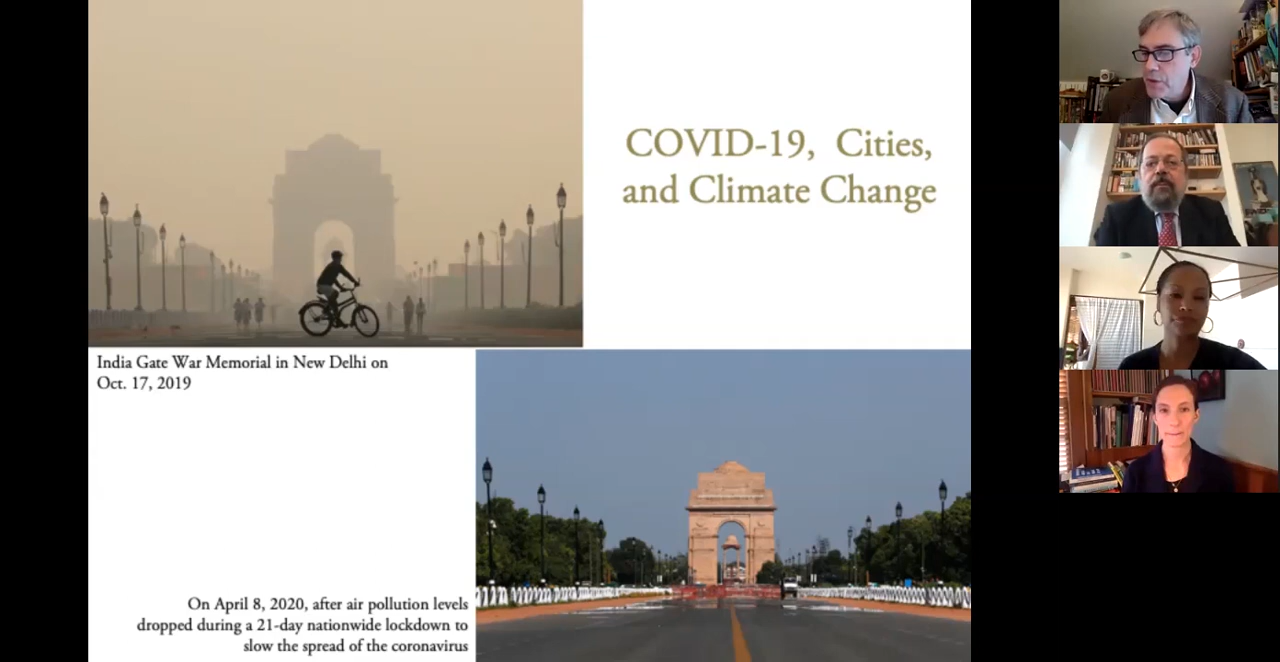 COVID-19, Cities,
and Climate Change
India Gate War Memorial in New Delhi on
Oct. 17, 2019
On April 8, 2020, after air pollution levels
dropped during a 21-day nationwide lockdown to
slow the spread of the coronavirus